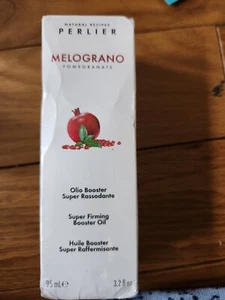 NATURAL RECIPES
PERLIER
MELOGRANO
POMEGRANATE
Olio Booster
Super Rassodante
Super Firming
Booster Oil
Huile Booster
Super Raffermissante
95 mL ℮ 3.2 fl oz